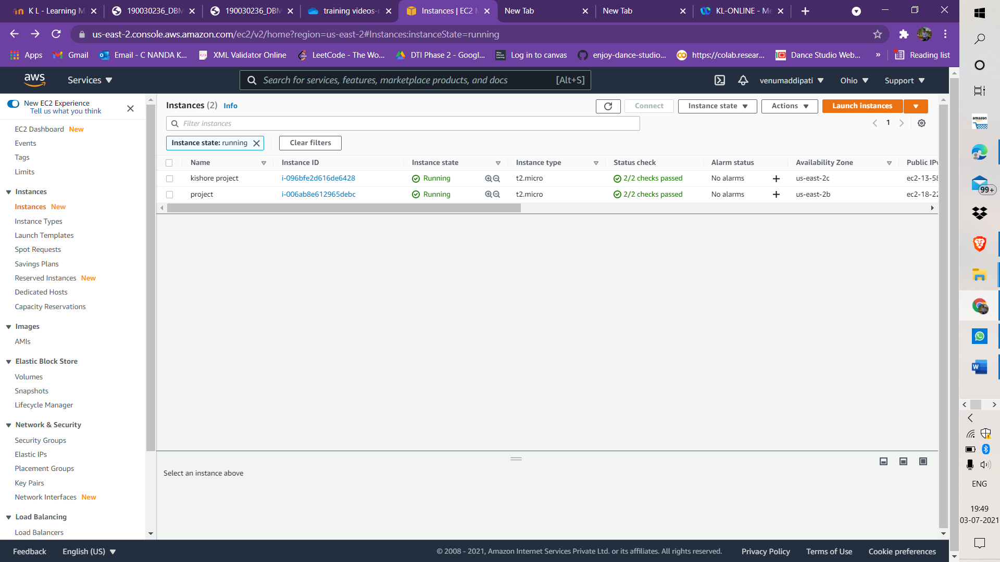 K L - Learning M
190030236_DBM
190030236_DBM
training videos-r
Instances | EC2 M
New Tab
New Tab
KL-ONLINE - Me
us-east-2.console.aws.amazon.com/ec2/v2/home?region=us-east-2#Instances:instanceState=running
Apps
Gmail
Email - C NANDA K...
XML Validator Online
LeetCode - The Wo...
DTI Phase 2 - Googl...
Log in to canvas
enjoy-dance-studio...
https://colab.resear...
Dance Studio Web...
»
Reading list
aws
Services
Search for services, features, marketplace products, and docs
[Alt+S]
venumaddipati
Ohio
Support
New EC2 Experience
Tell us what you think
EC2 Dashboard New
Events
Tags
Limits
Instances
Instances New
Instance Types
Launch Templates
Spot Requests
Savings Plans
Reserved Instances New
Dedicated Hosts
Capacity Reservations
Images
AMIs
Elastic Block Store
Volumes
Snapshots
Lifecycle Manager
Network & Security
Security Groups
Elastic IPs
Placement Groups
Key Pairs
Network Interfaces New
Load Balancing
Load Balancers
Instances (2) Info
Connect
Instance state
Actions
Launch instances
Filter instances
1
Instance state: running
Clear filters
Name Instance ID Instance state Instance type Status check Alarm status Availability Zone Public IPv
kishore project i-096bfe2d616de6428 Running t2.micro 2/2 checks passed No alarms us-east-2c ec2-13-58
project i-006ab8e612965debc Running t2.micro 2/2 checks passed No alarms us-east-2b ec2-18-22
Select an instance above
Feedback
English (US)
© 2008 - 2021, Amazon Internet Services Private Ltd. or its affiliates. All rights reserved.
Privacy Policy
Terms of Use
Cookie preferences
amazon
99+
W
ENG
19:49
03-07-2021